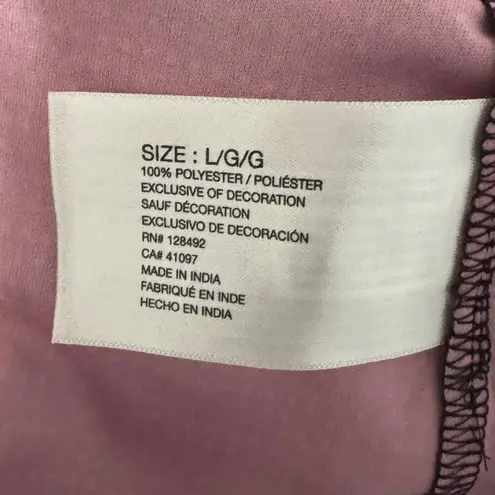 SIZE : L/G/G
100% POLYESTER / POLIÉSTER
EXCLUSIVE OF DECORATION
SAUF DÉCORATION
EXCLUSIVO DE DECORACIÓN
RN# 128492
CA# 41097
MADE IN INDIA
FABRIQUÉ EN INDE
HECHO EN INDIA